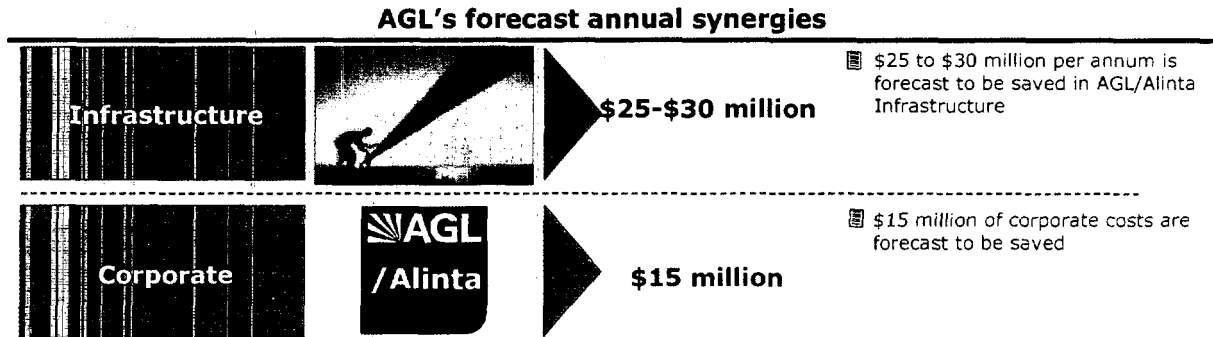 AGL's forecast annual synergies
Infrastructure
$25-$30 million
$25 to $30 million per annum is
forecast to be saved in AGL/Alinta
Infrastructure
Corporate
AGL
/Alinta
$15 million
$15 million of corporate costs are
forecast to be saved